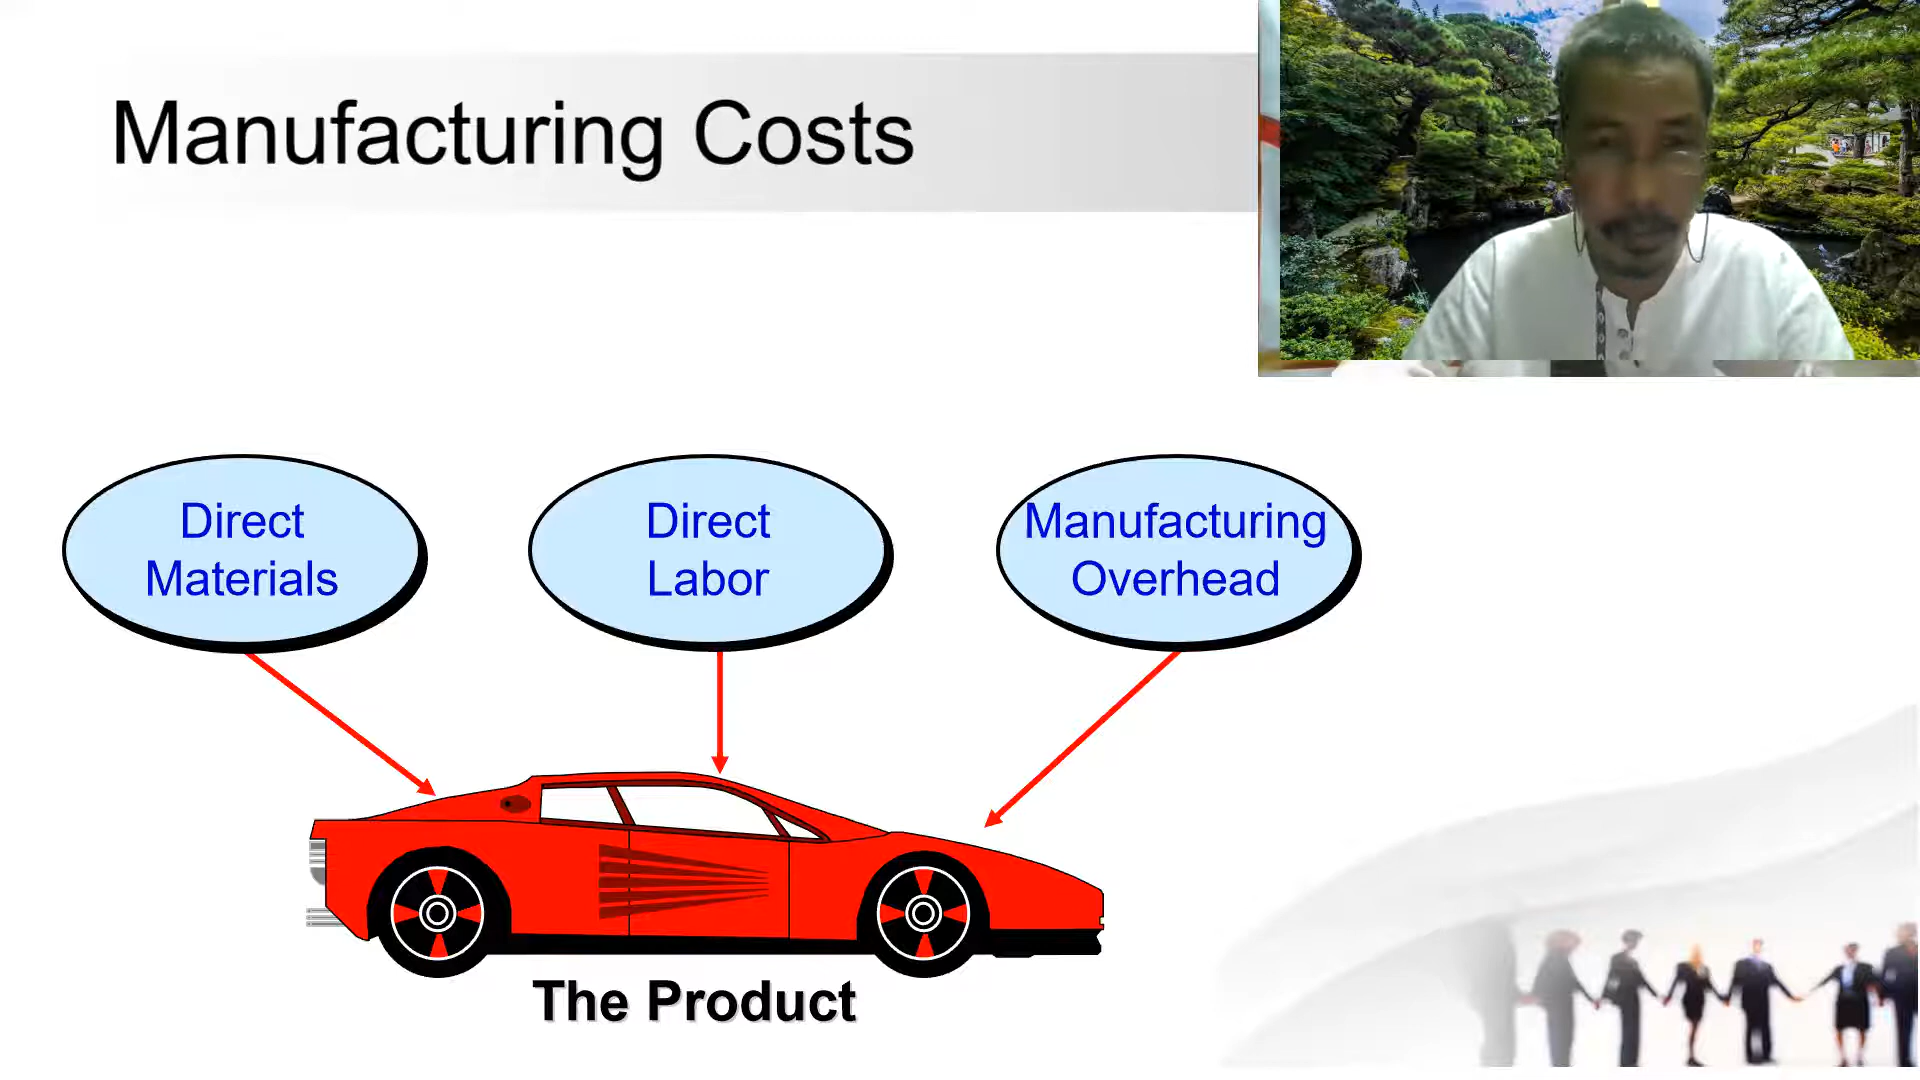 Manufacturing Costs
Direct
Materials
Direct
Labor
Manufacturing
Overhead
The Product